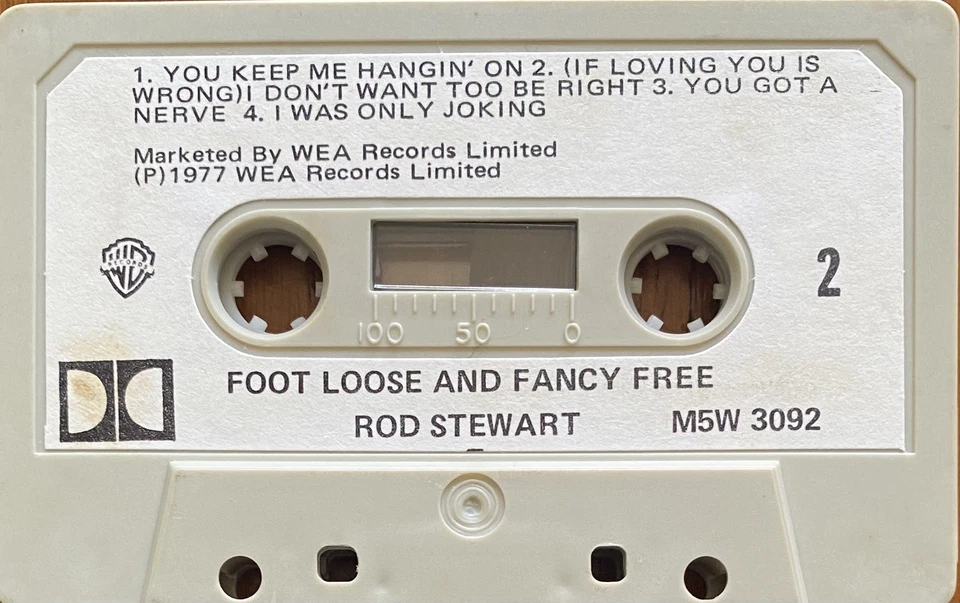 1. YOU KEEP ME HANGIN' ON 2. (IF LOVING YOU IS
WRONG)I DON'T WANT TOO BE RIGHT 3. YOU GOT A
NERVE 4. I WAS ONLY JOKING
Marketed By WEA Records Limited
(P)1977 WEA Records Limited
RECORDS
2
100 50 0
FOOT LOOSE AND FANCY FREE
ROD STEWART M5W 3092